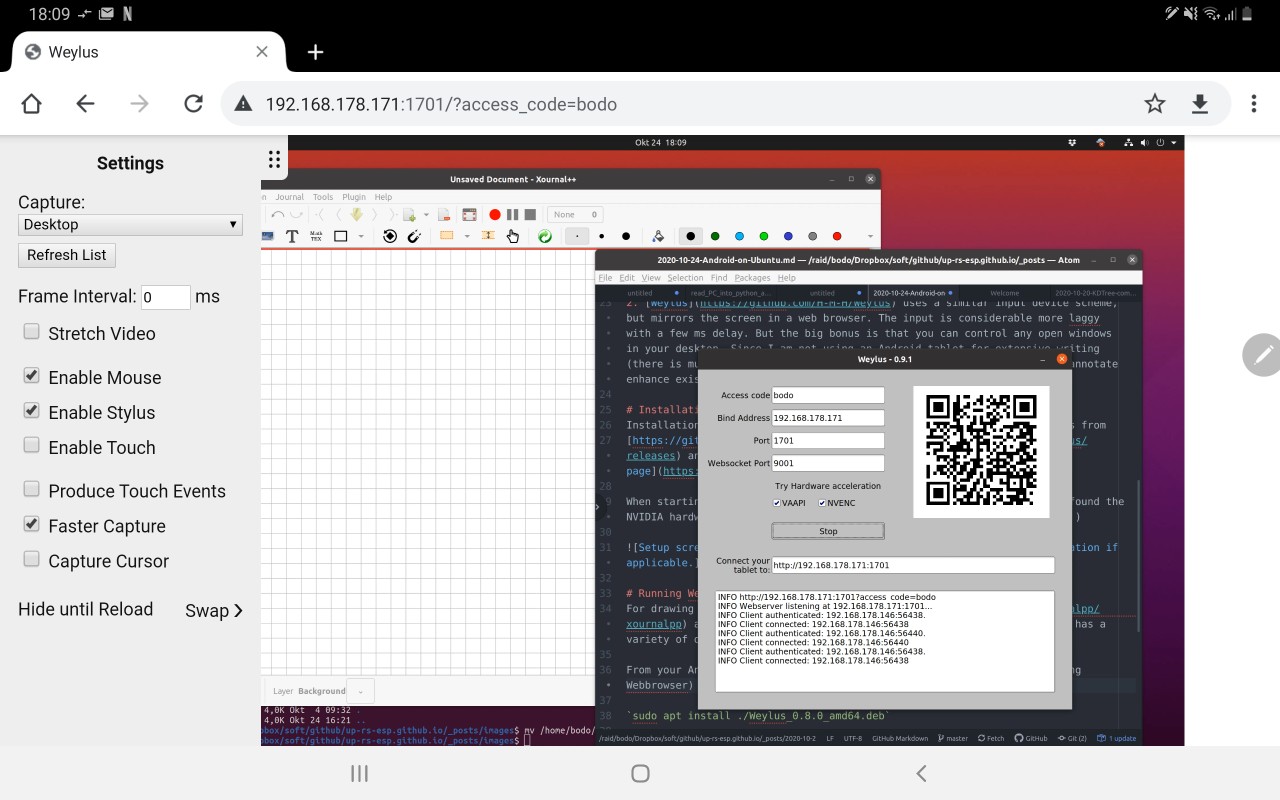 18:09
Weylus
192.168.178.171:1701/?access_code=bodo
Settings
Capture:
Desktop
Refresh List
Frame Interval: 0 ms
Stretch Video
Enable Mouse
Enable Stylus
Enable Touch
Produce Touch Events
Faster Capture
Capture Cursor
Hide until Reload Swap
Okt 24 18:09
Unsaved Document - Xournal++
n Journal Tools Plugin Help
None 0
T Math TEX
Layer Background
4,0K Okt 4 09:32 .
4,0K Okt 24 16:21 ..
box/soft/github/up-rs-esp.github.io/_posts/images$ mv /home/bodo/
box/soft/github/up-rs-esp.github.io/_posts/images$
2020-10-24-Android-on-Ubuntu.md — /raid/bodo/Dropbox/soft/github/up-rs-esp.github.io/_posts — Atom
File Edit View Selection Find Packages Help
untitled read_PC_into_python_a... untitled 2020-10-24-Android-on Welcome 2020-10-20-KDTree-com...
23 2. [Weylus](https://github.com/H-M-H/Weylus) uses a similar input device scheme,
but mirrors the screen in a web browser. The input is considerable more laggy
with a few ms delay. But the big bonus is that you can control any open windows
in your desktop. Since I am not using an Android tablet for extensive writing
(there is mu nnotate
enhance exis
24
25 # Installati
26 Installation s from
27 [https://git us/
releases) an
page](https:
28
9 When startin found the
NVIDIA hardw )
30
31 ![Setup scre ation if
applicable.]
32
33 # Running We
34 For drawing alpp/
xournalpp) a has a
variety of o
35
36 From your An ng
Webbrowser)
37
38 `sudo apt install ./Weylus_0.8.0_amd64.deb`
/raid/bodo/Dropbox/soft/github/up-rs-esp.github.io/_posts/2020-10-2 LF UTF-8 GitHub Markdown master Fetch GitHub Git (2) 1 update
Weylus - 0.9.1
Access code bodo
Bind Address 192.168.178.171
Port 1701
Websocket Port 9001
Try Hardware acceleration
VAAPI NVENC
Stop
Connect your
tablet to: http://192.168.178.171:1701
INFO http://192.168.178.171:1701?access_code=bodo
INFO Webserver listening at 192.168.178.171:1701...
INFO Client authenticated: 192.168.178.146:56438.
INFO Client connected: 192.168.178.146:56438
INFO Client authenticated: 192.168.178.146:56440.
INFO Client connected: 192.168.178.146:56440
INFO Client authenticated: 192.168.178.146:56438.
INFO Client connected: 192.168.178.146:56438